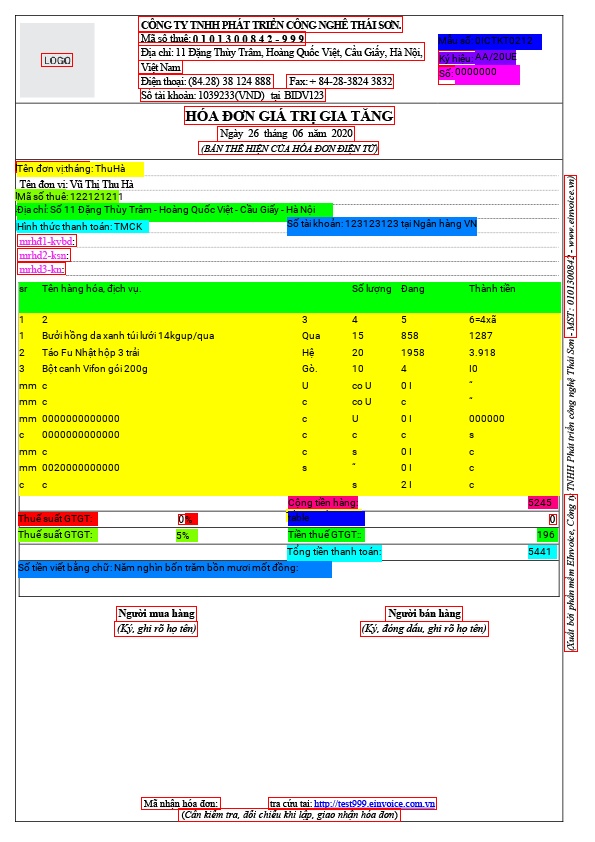 LOGO
CÔNG TY TNHH PHÁT TRIỂN CÔNG NGHỆ THÁI SƠN.
Mã số thuế: 0 1 0 1 3 0 0 8 4 2 - 9 9 9
Địa chỉ: 11 Đặng Thùy Trâm, Hoàng Quốc Việt, Cầu Giấy, Hà Nội,
Việt Nam
Điện thoại: (84.28) 38 124 888 Fax: + 84-28-3824 3832
Số tài khoản: 1039233(VND) tại BIDV123
Mẫu số: 01CTKT0212
Ký hiệu: AA/20UE
Số: 0000000
HÓA ĐƠN GIÁ TRỊ GIA TĂNG
Ngày 26 tháng 06 năm 2020
(BẢN THỂ HIỆN CỦA HÓA ĐƠN ĐIỆN TỬ)
Tên đơn vị:tháng: ThuHà
Tên đơn vị: Vũ Thị Thu Hà
Mã số thuế: 122121211
Địa chỉ: Số 11 Đặng Thùy Trâm - Hoàng Quốc Việt - Cầu Giấy - Hà Nội
Hình thức thanh toán: TMCK Số tài khoản: 123123123 tại Ngân hàng VN
mrhđ1-kvbd:
mrhd2-ksn:
mrhd3-kn:
sr Tên hàng hóa, dịch vụ. Số lượng Đang Thành tiền
1 2 3 4 5 6=4xã
1 Bưởi hồng da xanh túi lưới 14kgup/qua Qua 15 858 1287
2 Táo Fu Nhật hộp 3 trái Hệ 20 1958 3.918
3 Bột canh Vifon gói 200g Gò. 10 4 I0
mm c U co U 0 I “
mm c c co U c “
mm 0000000000000 c U 0 I 000000
c 0000000000000 c c c s
mm c c s 0 I c
mm 0020000000000 s “ 0 I c
c c s 2 I c
Cộng tiền hàng: 5245
Thuế suất GTGT: 0% 0
Thuế suất GTGT: 5% Tiền thuế GTGT:: 196
Tổng tiền thanh toán: 5441
Số tiền viết bằng chữ: Năm nghìn bốn trăm bốn mươi mốt đồng:
Người mua hàng Người bán hàng
(Ký, ghi rõ họ tên) (Ký, đóng dấu, ghi rõ họ tên)
Mã nhận hóa đơn: tra cứu tại: http://test999.einvoice.com.vn
(Cần kiểm tra, đối chiếu khi lập, giao nhận hóa đơn)
(Xuất bởi phần mềm EInvoice, Công ty TNHH Phát triển công nghệ Thái Sơn - MST: 0101300842 - www.einvoice.vn)